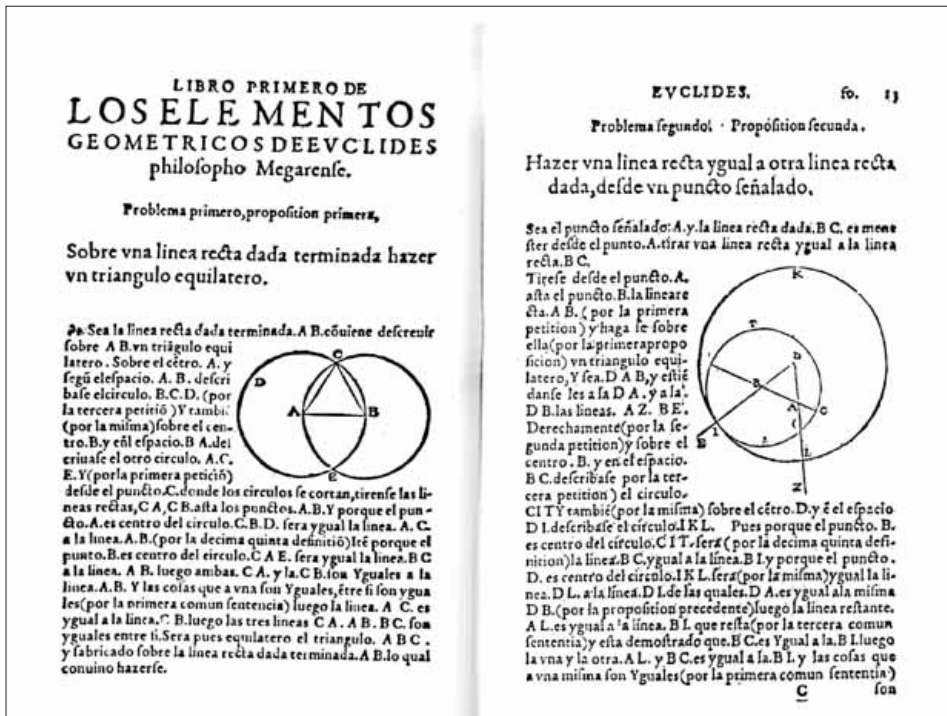 LIBRO PRIMERO DE
LOS ELEMENTOS
GEOMETRICOS DE EVCLIDES
philoſopho Megarenſe.
Problema primero, propoſition primera,
Sobre vna linea recta dada terminada hazer
vn triangulo equilatero.
Sea la linea recta dada terminada. A B. cõuiene deſcreuir
ſobre A B. vn triãgulo equi
latero. Sobre el cẽtro. A. y
ſegũ el eſpacio. A. B. deſcri
baſe el circulo. B. C. D. (por
la tercera petitiõ) Y tambi
(por la miſma) ſobre el cen-
tro. B. y eñl eſpacio. B A. deſ
criuaſe el otro circulo. A. C.
E. Y (por la primera peticiõ)
deſde el puncto. C. donde los circulos ſe cortan, tirenſe las li-
neas rectas, C A, C B. aſta los punctos. A. B. Y porque el pun-
cto. A. es centro del circulo. C. B. D. ſera ygual la linea. A. C.
a la linea. A. B. (por la decima quinta definitiõ) Itẽ porque el
punto. B. es centro del circulo. C A E. ſera ygual la linea. B C
a la linea. A B. luego ambas. C A. y la. C B. ſon Yguales a la
linea. A. B. Y las coſas que a vna ſon Yguales, ẽtre ſi ſon ygua
les (por la primera comun ſentencia) luego la linea. A C. es
ygual a la linea. C B. luego las tres lineas C A. A B. B C. ſon
yguales entre ſi. Sera pues equilatero el triangulo. A B C.
y fabricado ſobre la linea recta dada terminada. A B. lo qual
conuino hazerſe.
D
C
A
B
E
EVCLIDES. fo. 13
Problema ſegundo. Propoſition ſecunda.
Hazer vna linea recta ygual a otra linea recta
dada, deſde vn puncto ſeñalado.
Sea el puncto ſeñalado: A. y. la linea recta dada. B C. es mene
ſter deſde el punto. A. tirar vna linea recta ygual a la linea
recta. B C.
Tireſe deſde el puncto. A.
aſta el puncto. B. la linea re
cta. A B. (por la primera
petition) y haga ſe ſobre
ella (por la primera propo
ſicion) vn triangulo equi-
latero, Y ſea. D A B, y eſtiẽ
danſe les a la D A. y a la
D B. las lineas. A Z. B E.
Derechamente (por la ſe-
gunda petition) y ſobre el
centro. B. y en el eſpacio.
B C. deſcribaſe (por la ter-
cera petition) el circulo.
C I T Y tambiẽ (por la miſma) ſobre el cẽtro. D. y ẽ el eſpacio
D I. deſcribaſe el circulo. I K L. Pues porque el puncto. B.
es centro del circulo. C I T. ſera (por la decima quinta defi-
nition) la linea. B C, ygual a la linea. B I. y porque el puncto.
D. es centro del circulo. I K L. ſera (por la miſma) ygual la li-
nea. D L. a la linea. D I. de las quales. D A. es ygual a la miſma
D B. (por la propoſition precedente) luego la linea reſtante.
A L. es ygual a la linea. B I. que reſta (por la tercera comun
ſententia) y eſta demoſtrado que. B C. es Ygual a la. B I. luego
la vna y la otra. A L. y B C. es ygual a la. B I. y las coſas que
a vna miſma ſon Yguales (por la primera comun ſententia)
C ſon
K
T
D
B
A
C
E
I
L
Z